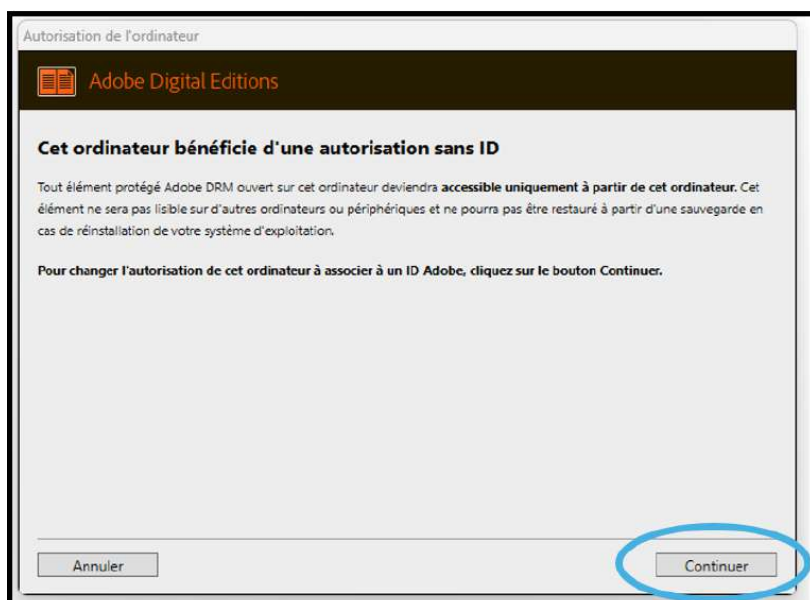 Autorisation de l'ordinateur
Adobe Digital Editions
Cet ordinateur bénéficie d'une autorisation sans ID
Tout élément protégé Adobe DRM ouvert sur cet ordinateur deviendra accessible uniquement à partir de cet ordinateur. Cet
élément ne sera pas lisible sur d'autres ordinateurs ou périphériques et ne pourra pas être restauré à partir d'une sauvegarde en
cas de réinstallation de votre système d'exploitation.
Pour changer l'autorisation de cet ordinateur à associer à un ID Adobe, cliquez sur le bouton Continuer.
Annuler
Continuer